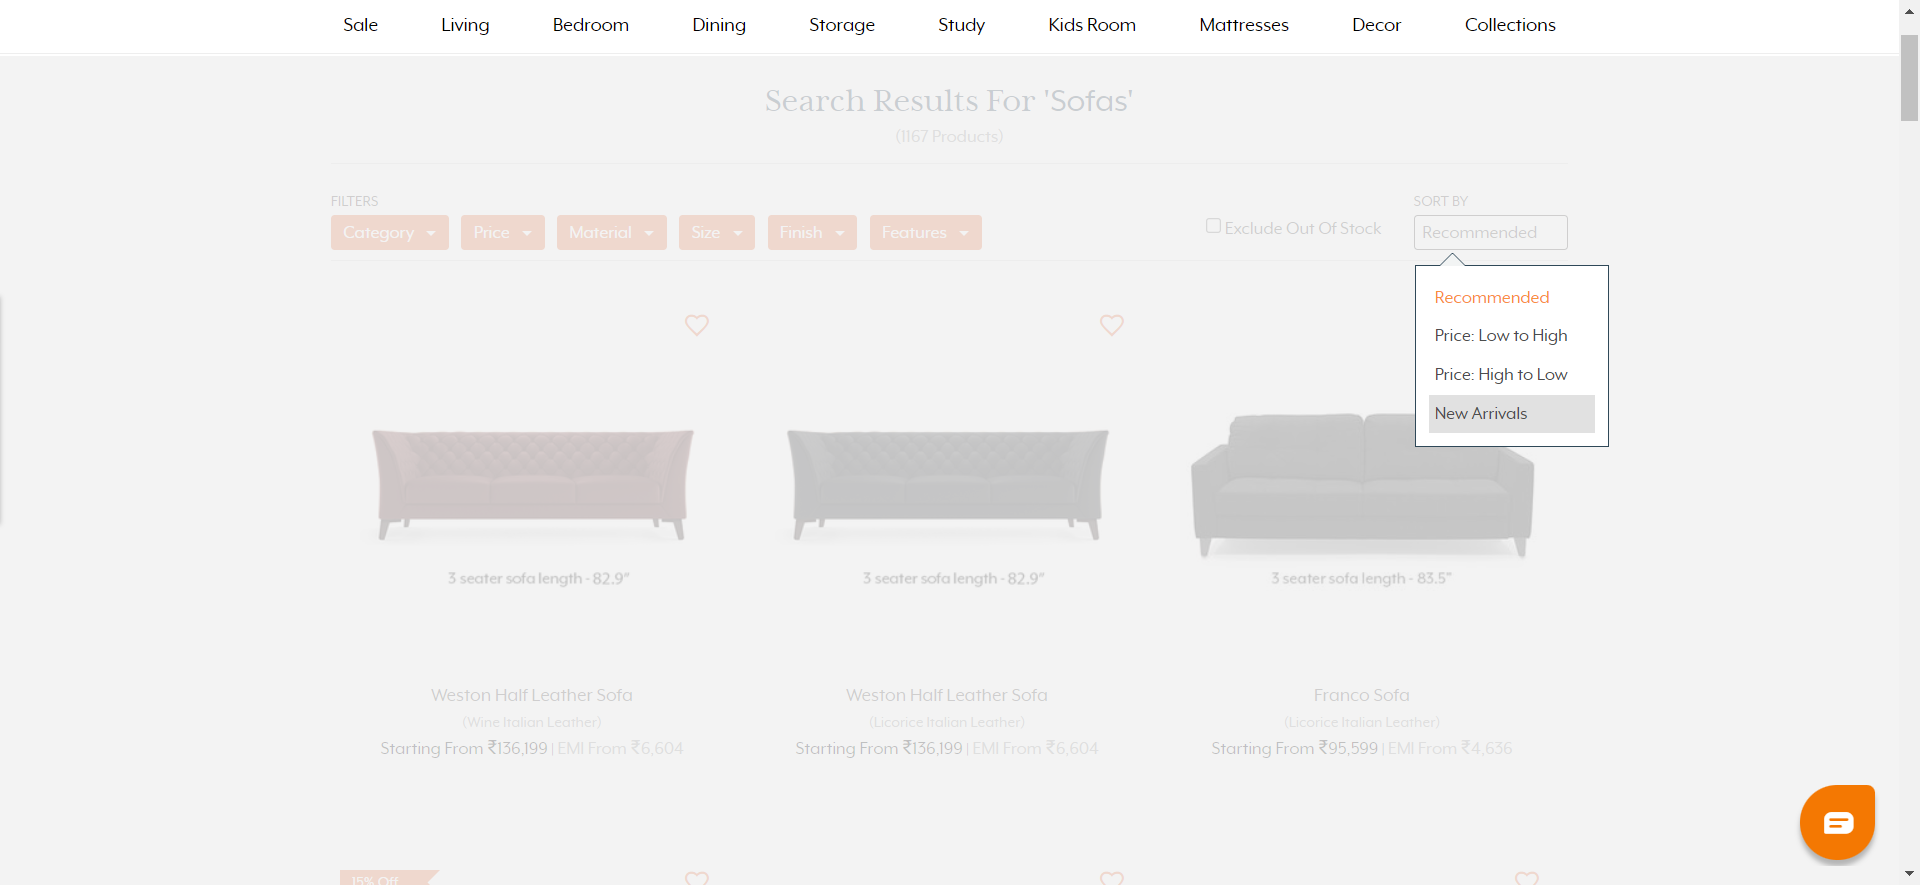 Sale Living Bedroom Dining Storage Study Kids Room Mattresses Decor Collections
Search Results For 'Sofas'
(1167 Products)
FILTERS
Category Price Material Size Finish Features
Exclude Out Of Stock
SORT BY
Recommended
Recommended
Price: Low to High
Price: High to Low
New Arrivals
3 seater sofa length - 82.9"
3 seater sofa length - 82.9"
3 seater sofa length - 83.5"
Weston Half Leather Sofa
(Wine Italian Leather)
Starting From ₹136,199 | EMI From ₹6,604
Weston Half Leather Sofa
(Licorice Italian Leather)
Starting From ₹136,199 | EMI From ₹6,604
Franco Sofa
(Licorice Italian Leather)
Starting From ₹95,599 | EMI From ₹4,636
15% Off